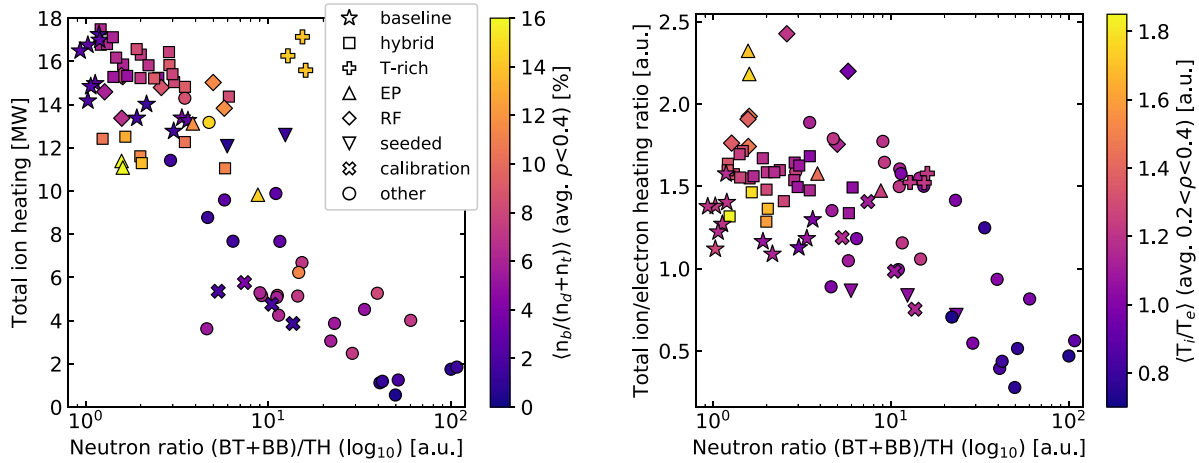 18
16
14
12
10
8
6
4
2
0
Total ion heating [MW]
10⁰
10¹
10²
Neutron ratio (BT+BB)/TH (log₁₀) [a.u.]
baseline
hybrid
T-rich
EP
RF
seeded
calibration
other
16
14
12
10
8
6
4
2
0
⟨n_b/(n_d+n_t)⟩ (avg. ρ<0.4) [%]
2.5
2.0
1.5
1.0
0.5
Total ion/electron heating ratio [a.u.]
10⁰
10¹
10²
Neutron ratio (BT+BB)/TH (log₁₀) [a.u.]
1.8
1.6
1.4
1.2
1.0
0.8
⟨T_i/T_e⟩ (avg. 0.2<ρ<0.4) [a.u.]